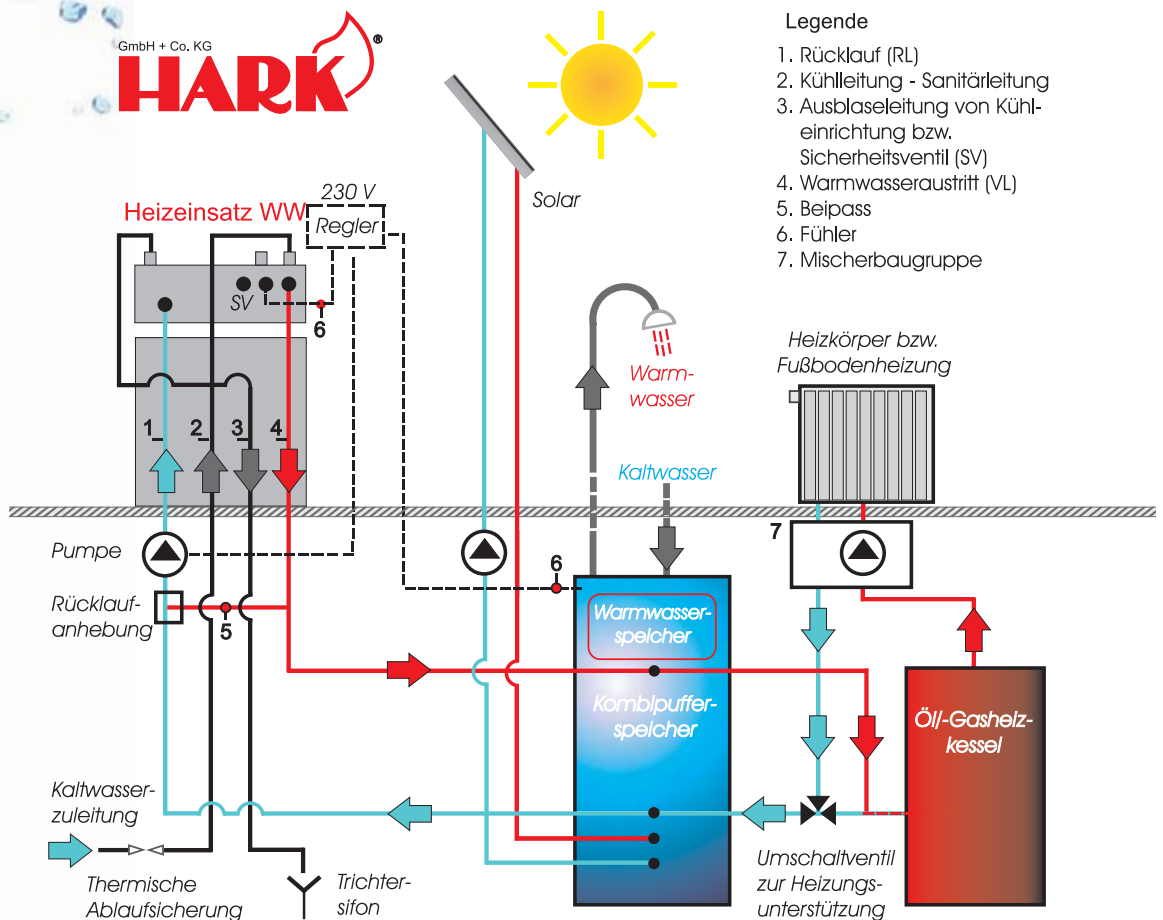 GmbH + Co. KG
HARK®
Legende
1. Rücklauf (RL)
2. Kühlleitung - Sanitärleitung
3. Ausblaseleitung von Kühl-
einrichtung bzw.
Sicherheitsventil (SV)
4. Warmwasseraustritt (VL)
5. Beipass
6. Fühler
7. Mischerbaugruppe
Heizeinsatz WW
230 V
Regler
Solar
SV
6
1
2
3
4
Warm-
wasser
Kaltwasser
Heizkörper bzw.
Fußbodenheizung
7
Pumpe
6
Rücklauf-
anhebung
5
Warmwasser-
speicher
Kombipuffer-
speicher
Öl/-Gasheiz-
kessel
Kaltwasser-
zuleitung
Thermische
Ablaufsicherung
Trichter-
sifon
Umschaltventil
zur Heizungs-
unterstützung